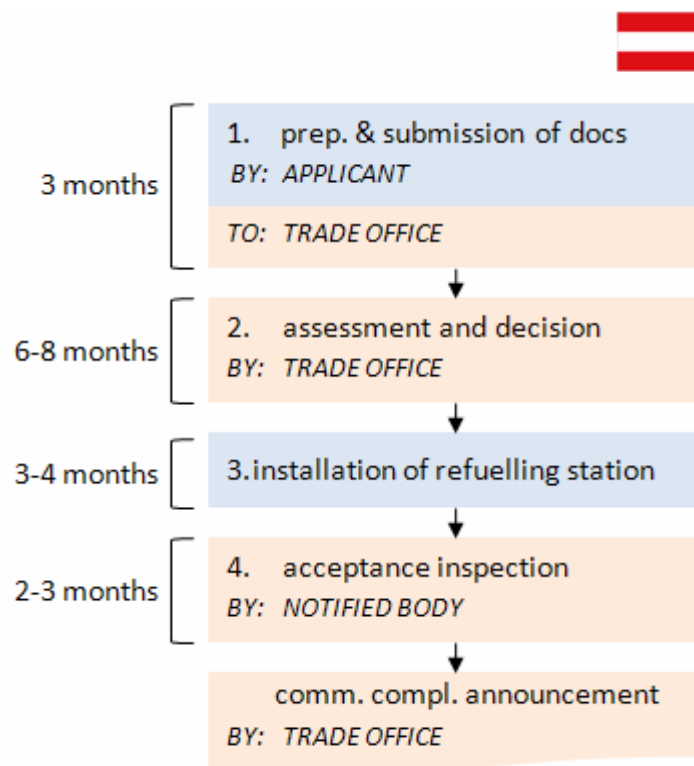 3 months
1. prep. & submission of docs
BY: APPLICANT
TO: TRADE OFFICE
6-8 months
2. assessment and decision
BY: TRADE OFFICE
3-4 months
3.installation of refuelling station
2-3 months
4. acceptance inspection
BY: NOTIFIED BODY
comm. compl. announcement
BY: TRADE OFFICE